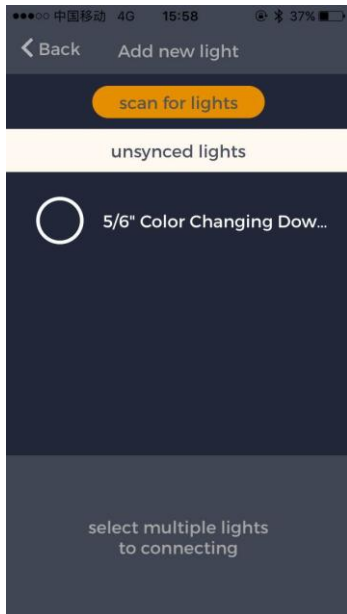 中国移动 4G 15:58 37%
Back Add new light
scan for lights
unsynced lights
5/6" Color Changing Dow...
select multiple lights
to connecting